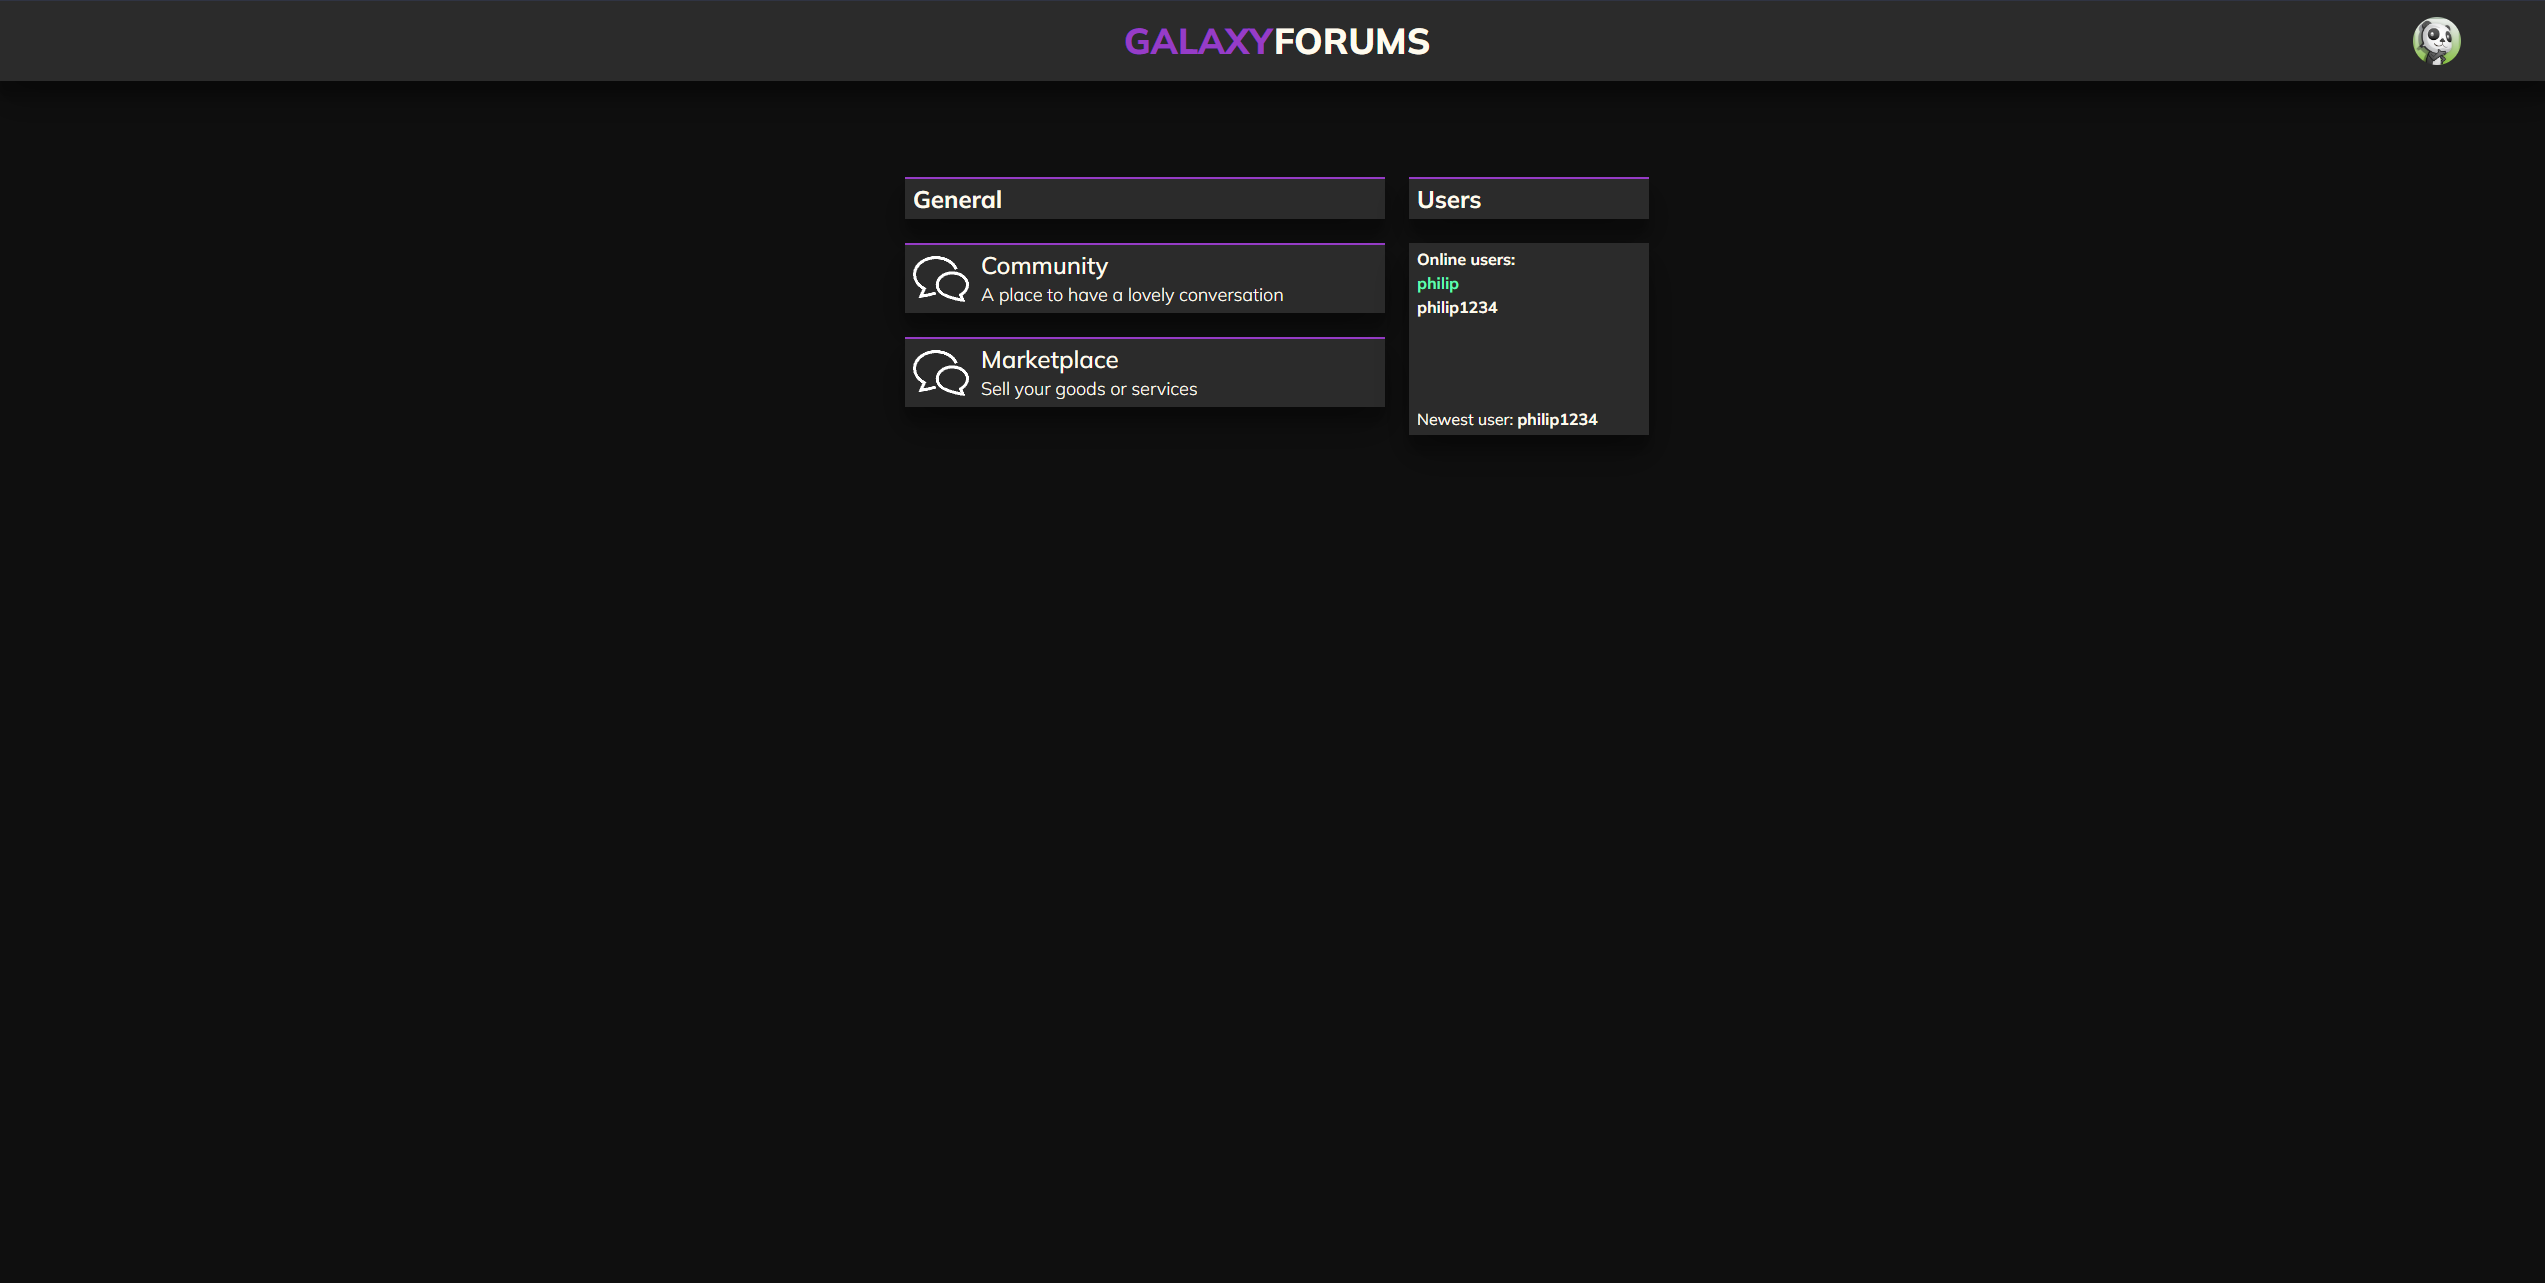 GALAXYFORUMS
General
Community
A place to have a lovely conversation
Marketplace
Sell your goods or services
Users
Online users:
philip
philip1234
Newest user: philip1234